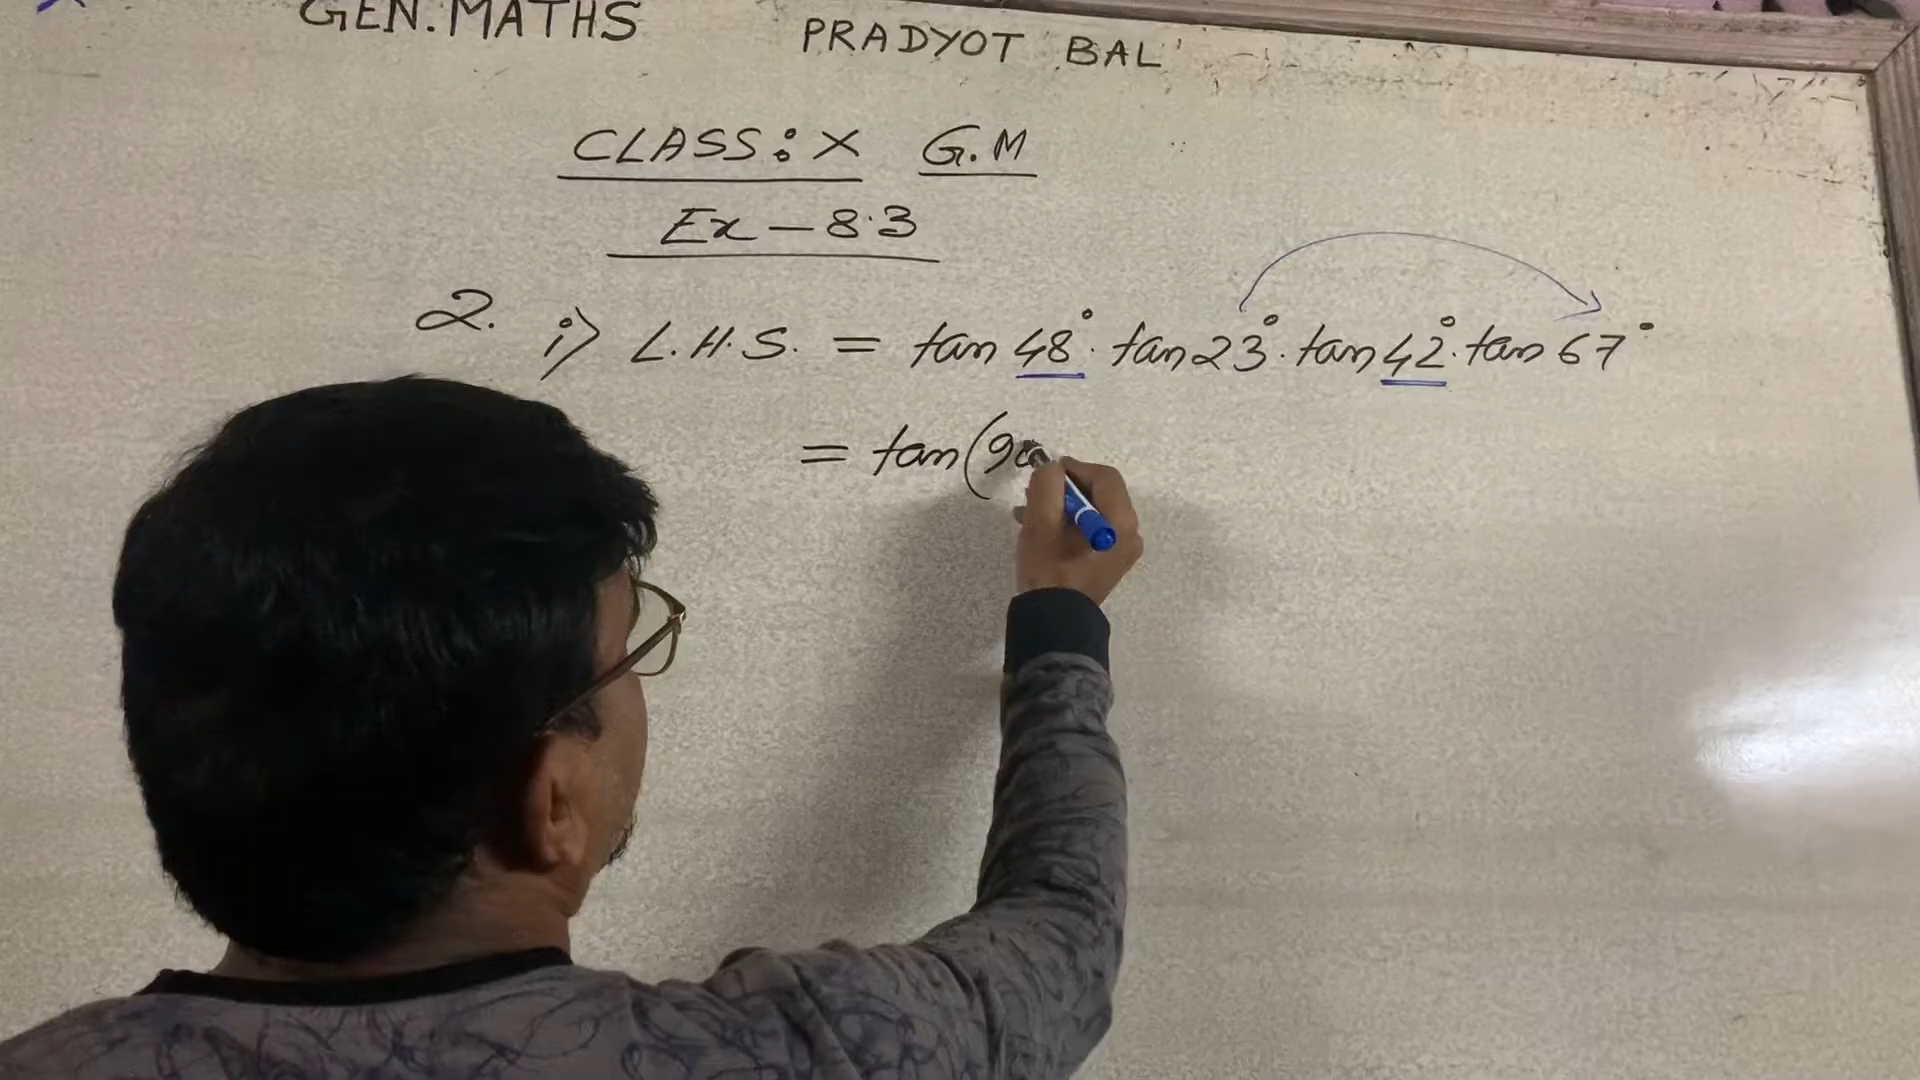 GEN. MATHS PRADYOT BAL
CLASS: X G.M
Ex - 8.3
2. i) L.H.S. = tan 48°. tan 23°. tan 42°. tan 67°
= tan (90